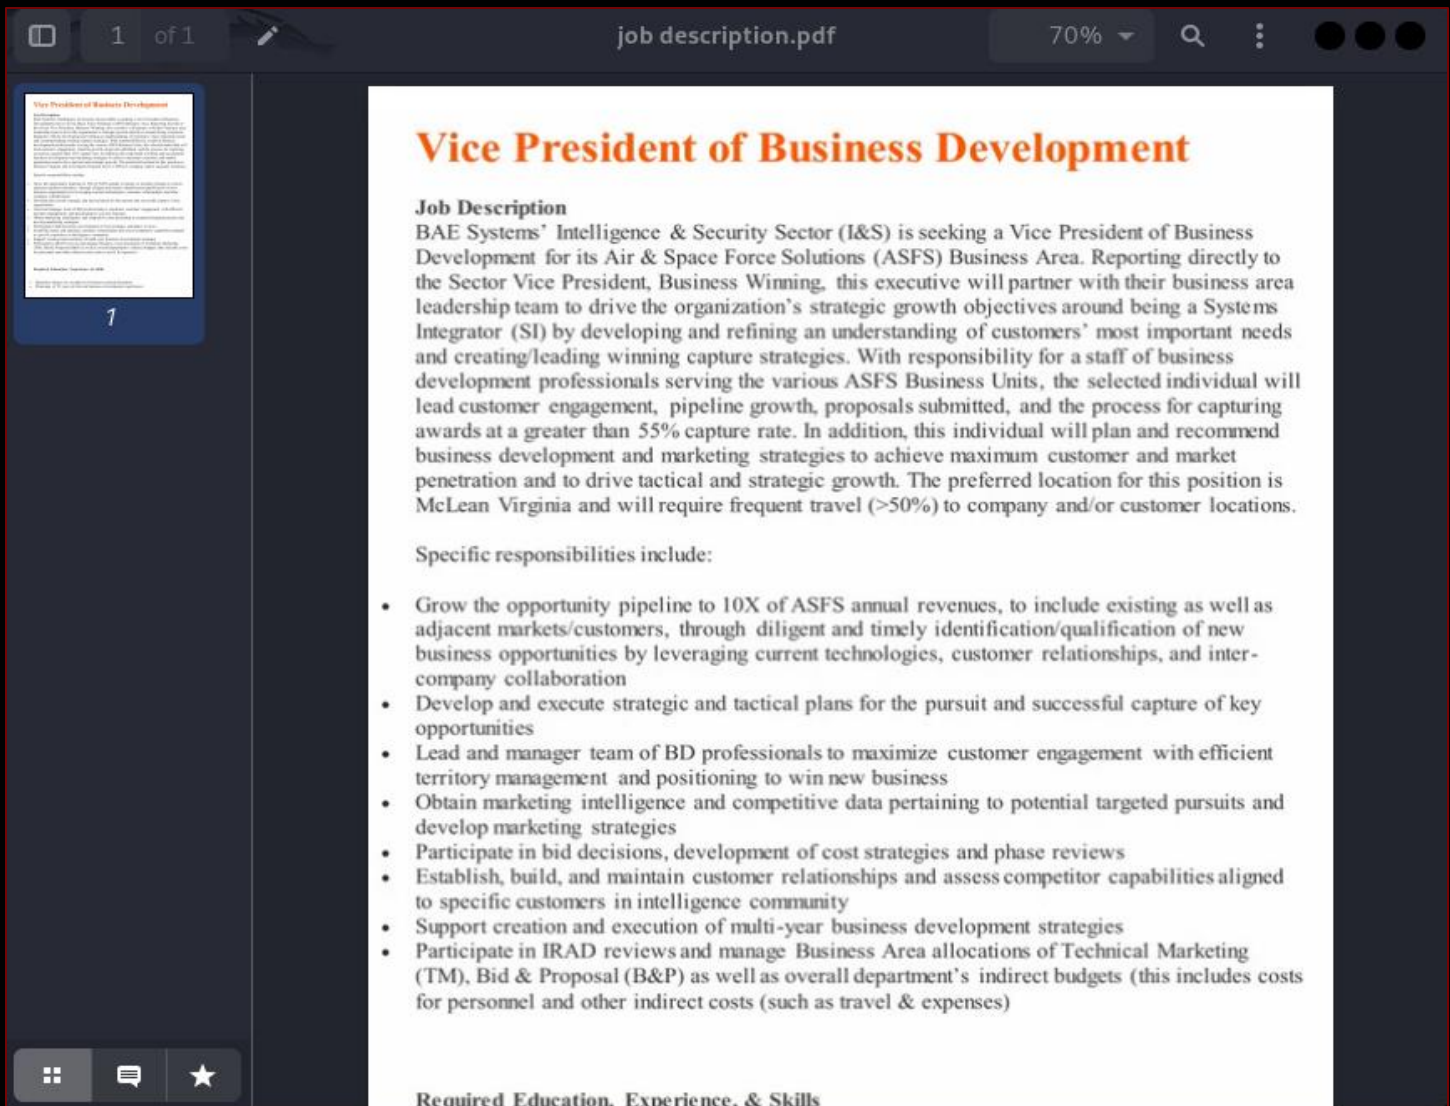 1 of 1
job description.pdf
70%
Vice President of Business Development
1
Vice President of Business Development
Job Description
BAE Systems’ Intelligence & Security Sector (I&S) is seeking a Vice President of Business
Development for its Air & Space Force Solutions (ASFS) Business Area. Reporting directly to
the Sector Vice President, Business Winning, this executive will partner with their business area
leadership team to drive the organization’s strategic growth objectives around being a Systems
Integrator (SI) by developing and refining an understanding of customers’ most important needs
and creating/leading winning capture strategies. With responsibility for a staff of business
development professionals serving the various ASFS Business Units, the selected individual will
lead customer engagement, pipeline growth, proposals submitted, and the process for capturing
awards at a greater than 55% capture rate. In addition, this individual will plan and recommend
business development and marketing strategies to achieve maximum customer and market
penetration and to drive tactical and strategic growth. The preferred location for this position is
McLean Virginia and will require frequent travel (>50%) to company and/or customer locations.
Specific responsibilities include:
• Grow the opportunity pipeline to 10X of ASFS annual revenues, to include existing as well as
adjacent markets/customers, through diligent and timely identification/qualification of new
business opportunities by leveraging current technologies, customer relationships, and inter-
company collaboration
• Develop and execute strategic and tactical plans for the pursuit and successful capture of key
opportunities
• Lead and manager team of BD professionals to maximize customer engagement with efficient
territory management and positioning to win new business
• Obtain marketing intelligence and competitive data pertaining to potential targeted pursuits and
develop marketing strategies
• Participate in bid decisions, development of cost strategies and phase reviews
• Establish, build, and maintain customer relationships and assess competitor capabilities aligned
to specific customers in intelligence community
• Support creation and execution of multi-year business development strategies
• Participate in IRAD reviews and manage Business Area allocations of Technical Marketing
(TM), Bid & Proposal (B&P) as well as overall department’s indirect budgets (this includes costs
for personnel and other indirect costs (such as travel & expenses)
Required Education, Experience, & Skills